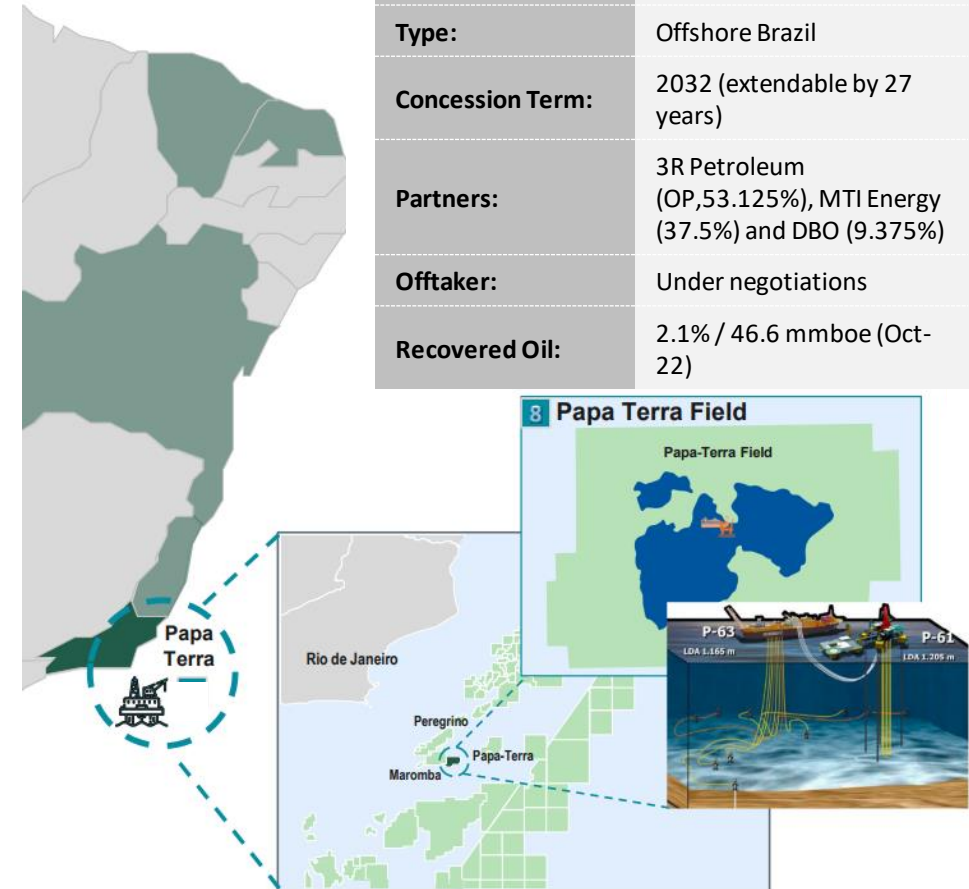 Type: Offshore Brazil
Concession Term: 2032 (extendable by 27
years)
Partners: 3R Petroleum
(OP,53.125%), MTI Energy
(37.5%) and DBO (9.375%)
Offtaker: Under negotiations
Recovered Oil: 2.1% / 46.6 mmboe (Oct-
22)
8 Papa Terra Field
Papa-Terra Field
P-63
LDA 1.165 m
P-61
LDA 1.205 m
Papa
Terra
Rio de Janeiro
Peregrino
Papa-Terra
Maromba